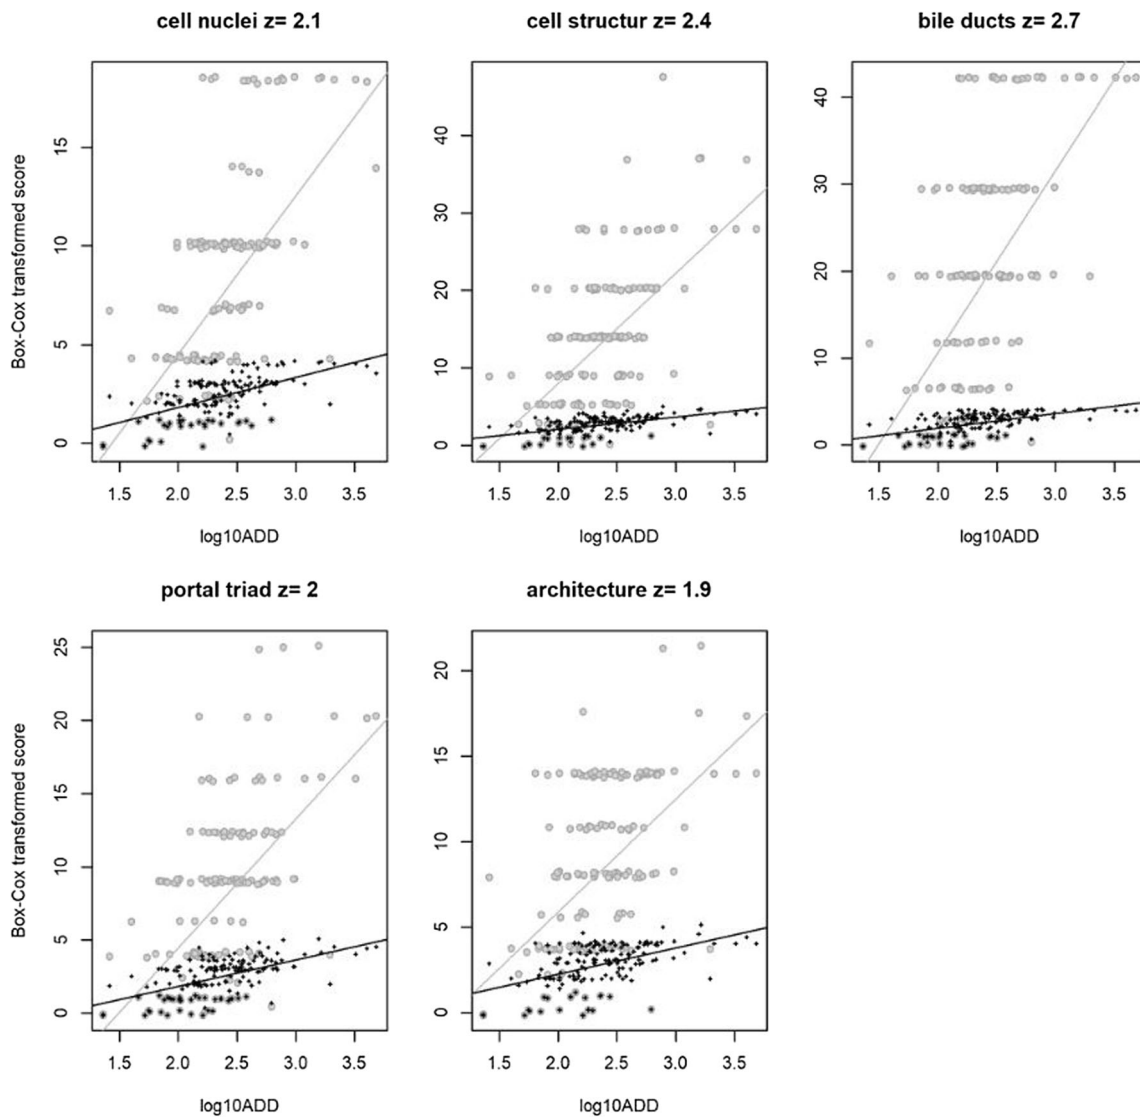 cell nuclei z= 2.1
cell structur z= 2.4
bile ducts z= 2.7
Box-Cox transformed score
0 5 10 15
1.5 2.0 2.5 3.0 3.5
log10ADD
0 10 20 30 40
1.5 2.0 2.5 3.0 3.5
log10ADD
0 10 20 30 40
1.5 2.0 2.5 3.0 3.5
log10ADD
portal triad z= 2
architecture z= 1.9
Box-Cox transformed score
0 5 10 15 20 25
1.5 2.0 2.5 3.0 3.5
log10ADD
0 5 10 15 20
1.5 2.0 2.5 3.0 3.5
log10ADD